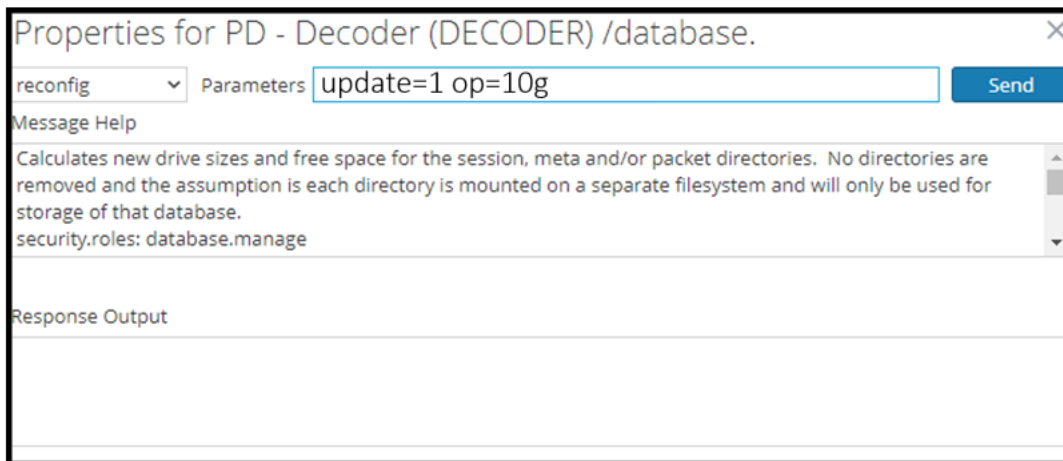 Properties for PD - Decoder (DECODER) /database.
reconfig Parameters update=1 op=10g Send
Message Help
Calculates new drive sizes and free space for the session, meta and/or packet directories. No directories are
removed and the assumption is each directory is mounted on a separate filesystem and will only be used for
storage of that database.
security.roles: database.manage
Response Output